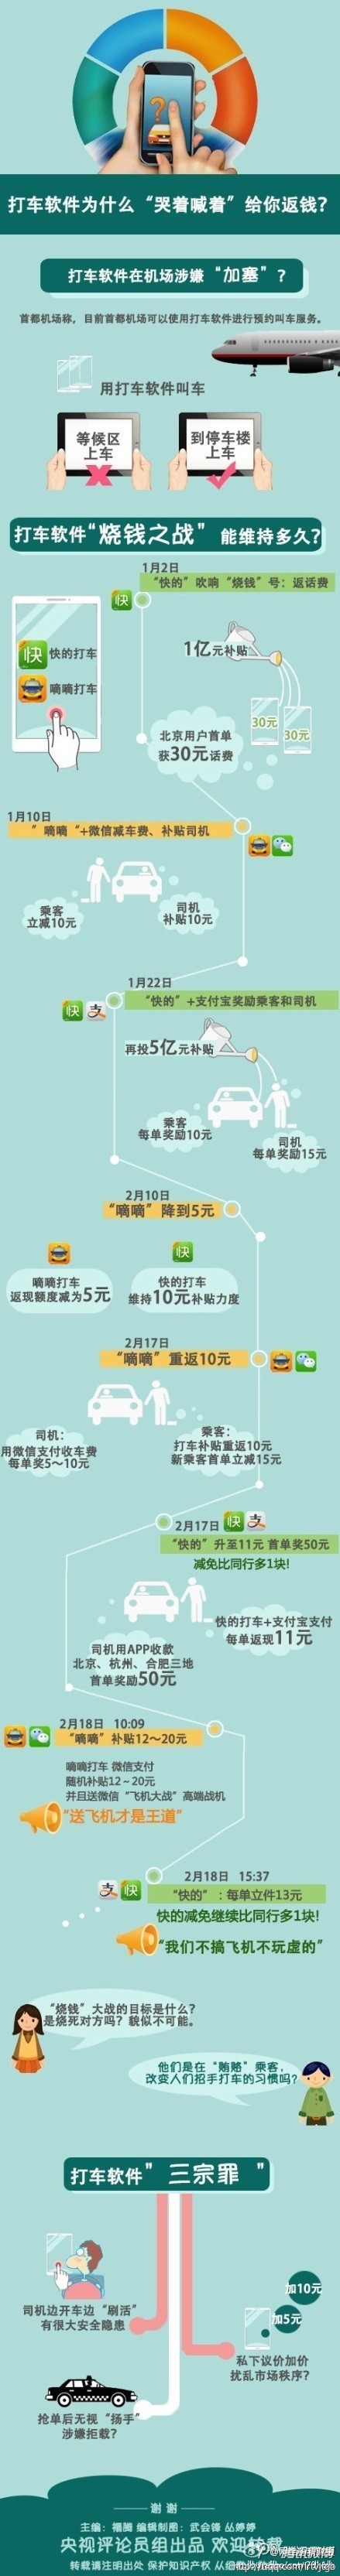 打车软件为什么“哭着喊着”给你返钱？
打车软件在机场涉嫌“加塞”？
首都机场称，目前首都机场可以使用打车软件进行预约叫车服务。
用打车软件叫车
等候区
上车
到停车楼
上车
打车软件“烧钱之战”能维持多久？
1月2日
“快的”吹响“烧钱”号：返话费
快
快 快的打车
嘀嘀打车
1亿元补贴
30元
30元
北京用户首单
获30元话费
1月10日
”嘀嘀“+微信减车费、补贴司机
乘客
立减10元
司机
补贴10元
1月22日
“快的”+支付宝奖励乘客和司机
快 支
再投5亿元补贴
乘客
每单奖励10元
司机
每单奖励15元
2月10日
“嘀嘀”降到5元
快
嘀嘀打车
返现额度减为5元
快的打车
维持10元补贴力度
2月17日
“嘀嘀”重返10元
司机：
用微信支付收车费
每单奖5～10元
乘客：
打车补贴重返10元
新乘客首单立减15元
2月17日 快 支
“快的”升至11元 首单奖50元
减免比同行多1块!
快的打车+支付宝支付
每单返现11元
司机用APP收款
北京、杭州、合肥三地
首单奖励50元
2月18日 10:09
“嘀嘀”补贴12～20元
嘀嘀打车 微信支付
随机补贴12～20元
并且送微信“飞机大战”高端战机
“送飞机才是王道”
2月18日 15:37
支 快
“快的”：每单立件13元
快的减免继续比同行多1块!
“我们不搞飞机不玩虚的”
“烧钱”大战的目标是什么？
是烧死对方吗？貌似不可能。
他们是在“贿赂”乘客，
改变人们招手打车的习惯吗？
打车软件”三宗罪”
司机边开车边“刷活”
有很大安全隐患
加10元
加5元
私下议价加价
扰乱市场秩序？
抢单后无视“扬手”
涉嫌拒载？
谢 谢
编辑制图：武会锋 丛婷婷
央视评论员组出品 欢迎转载
转载请注明出处 保护知识产权